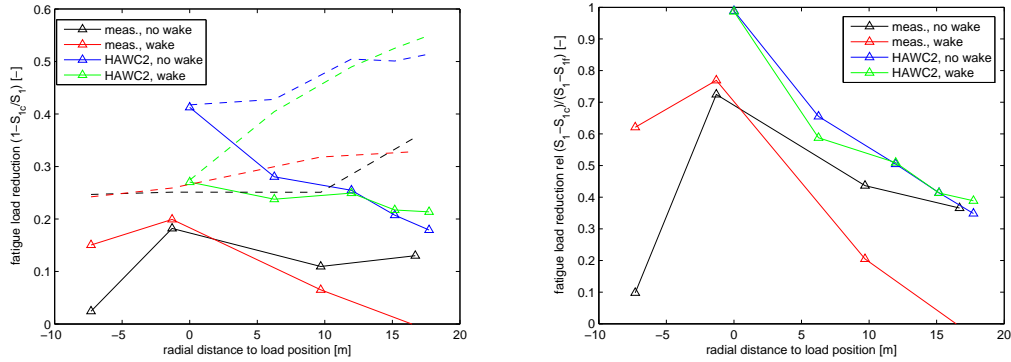 0.6
0.5
0.4
0.3
0.2
0.1
0
−10
−5
0
5
10
15
20
radial distance to load position [m]
fatigue load reduction (1−S1c/S1) [−]
meas., no wake
meas., wake
HAWC2, no wake
HAWC2, wake
1
0.9
0.8
0.7
0.6
0.5
0.4
0.3
0.2
0.1
0
−10
−5
0
5
10
15
20
radial distance to load position [m]
fatigue load reduction rel (S1−S1c)/(S1−S1f) [−]
meas., no wake
meas., wake
HAWC2, no wake
HAWC2, wake